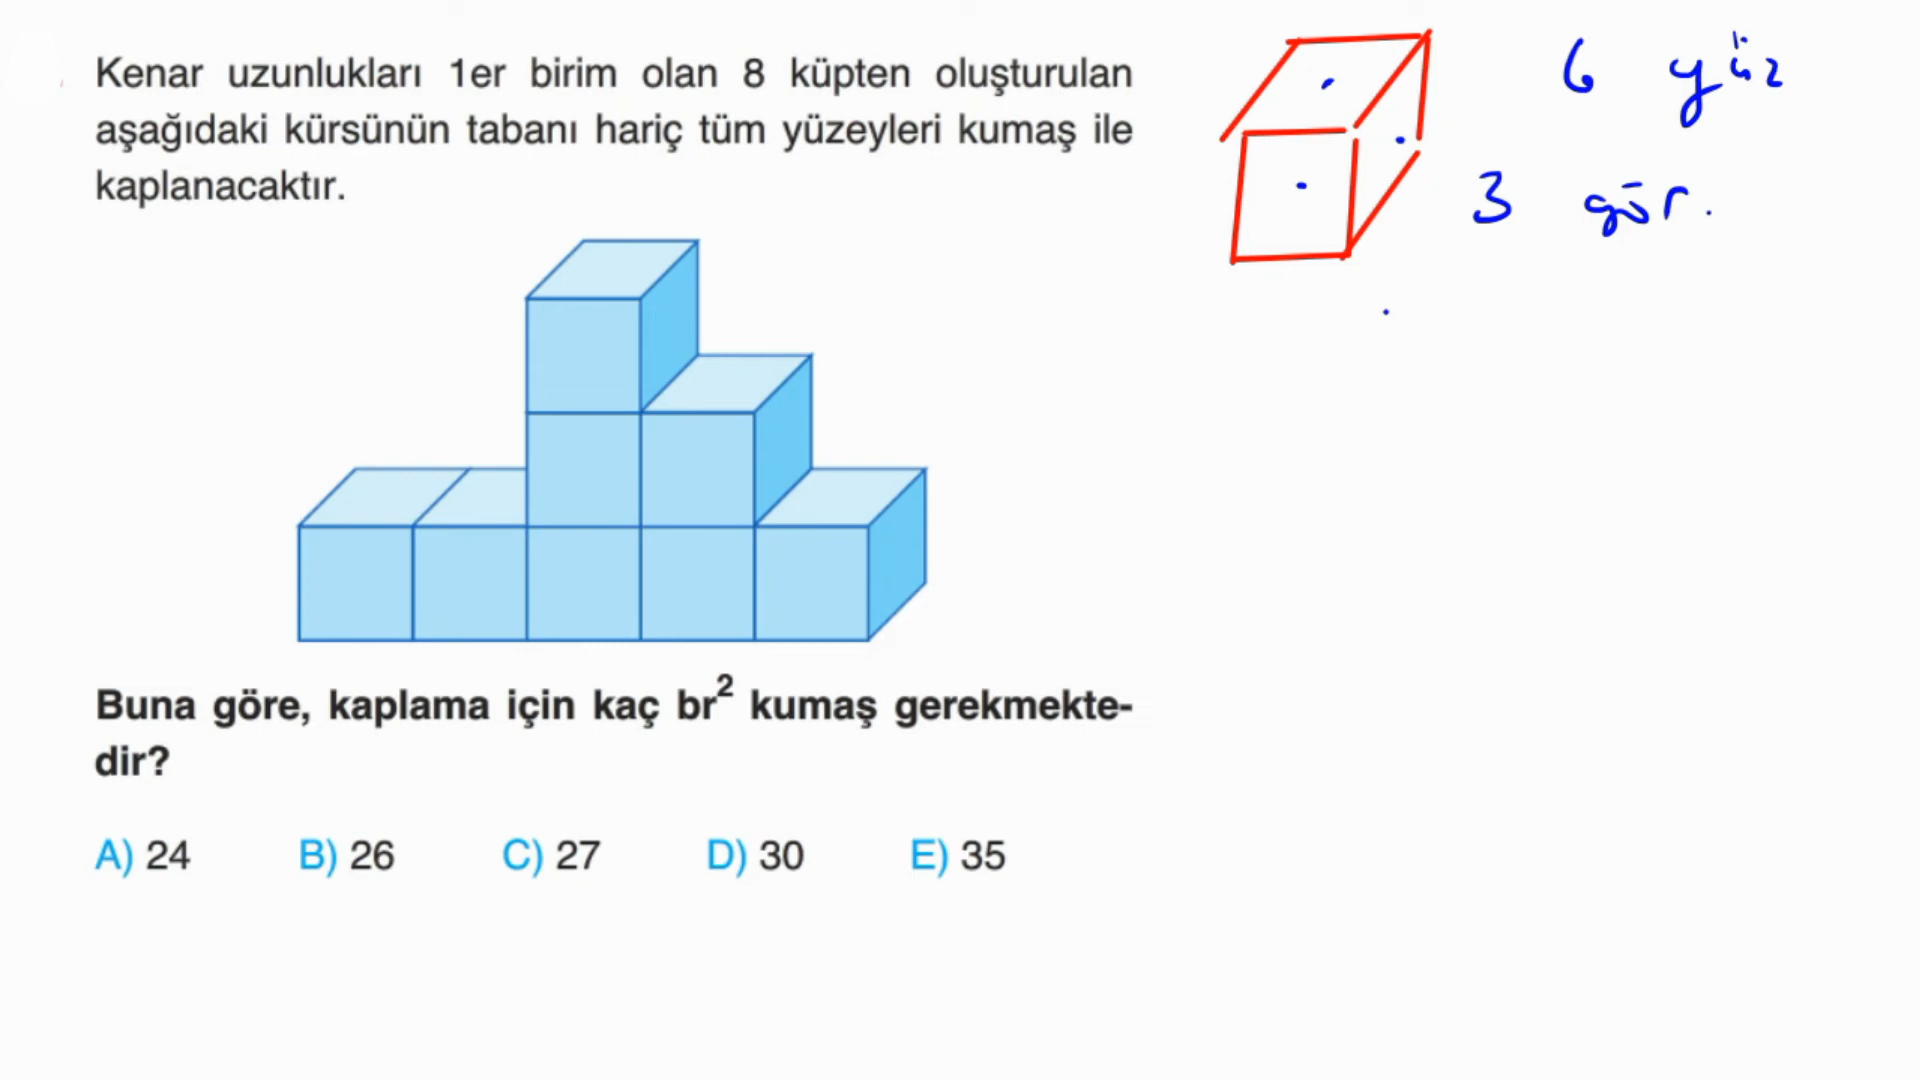 Kenar uzunlukları 1er birim olan 8 küpten oluşturulan
aşağıdaki kürsünün tabanı hariç tüm yüzeyleri kumaş ile
kaplanacaktır.
6 yüz
3 gör.
Buna göre, kaplama için kaç br² kumaş gerekmekte-
dir?
A) 24 B) 26 C) 27 D) 30 E) 35